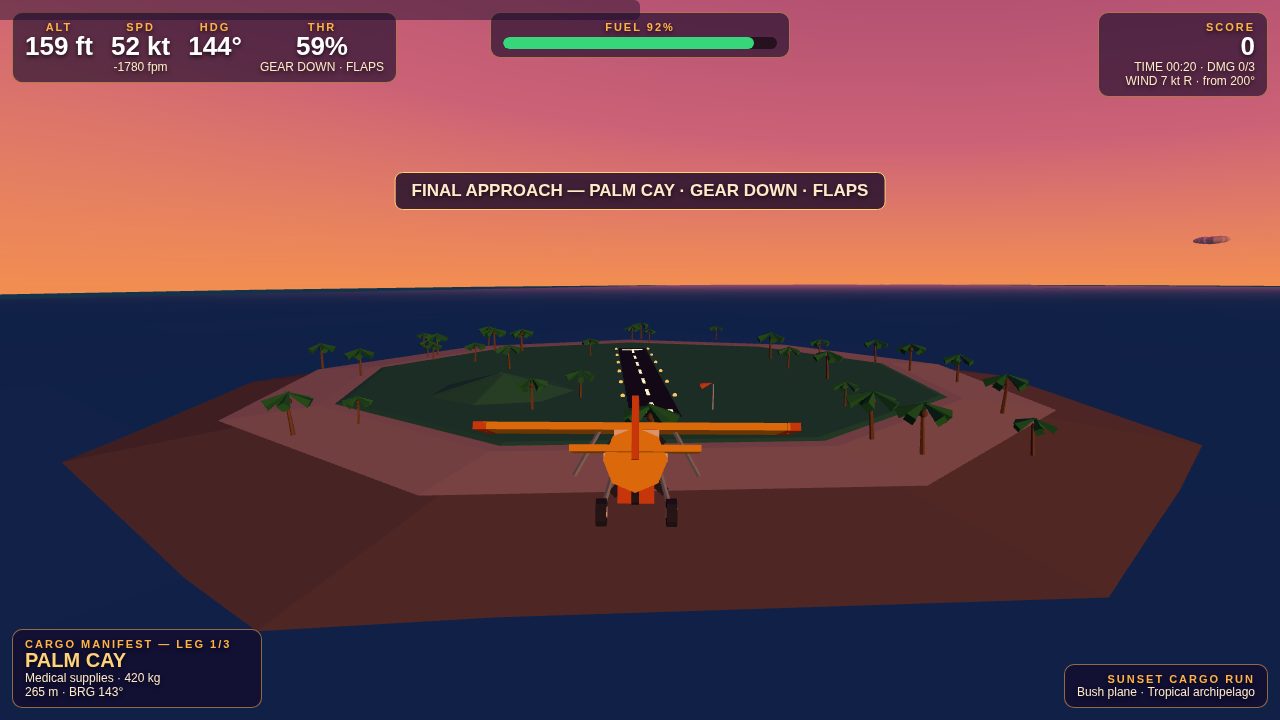 ALT SPD HDG THR
159 ft 52 kt 144° 59%
-1780 fpm GEAR DOWN · FLAPS
FUEL 92%
SCORE
0
TIME 00:20 · DMG 0/3
WIND 7 kt R · from 200°
FINAL APPROACH — PALM CAY · GEAR DOWN · FLAPS
CARGO MANIFEST — LEG 1/3
PALM CAY
Medical supplies · 420 kg
265 m · BRG 143°
SUNSET CARGO RUN
Bush plane · Tropical archipelago